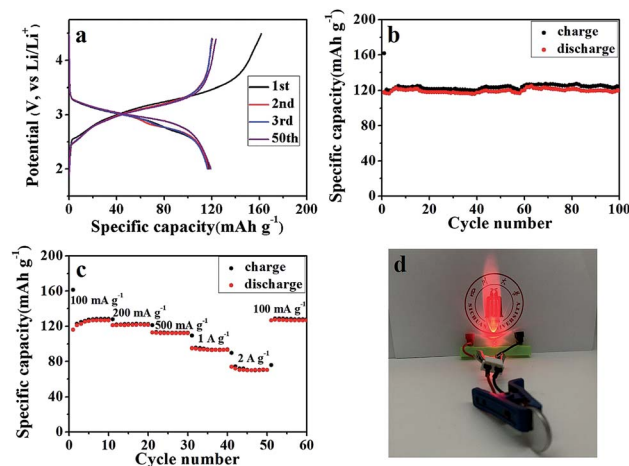 a
Potential (V, vs Li/Li⁺)
4
3
2
1st
2nd
3rd
50th
0 40 80 120 160 200
Specific capacity(mAh g⁻¹)
b
Specific capacity(mAh g⁻¹)
200
160
120
80
40
0
charge
discharge
0 20 40 60 80 100
Cycle number
c
Specific capacity(mAh g⁻¹)
200
160
120
80
40
0
charge
discharge
100 mA g⁻¹
200 mA g⁻¹
500 mA g⁻¹
1 A g⁻¹
2 A g⁻¹
100 mA g⁻¹
0 10 20 30 40 50 60
Cycle number
d